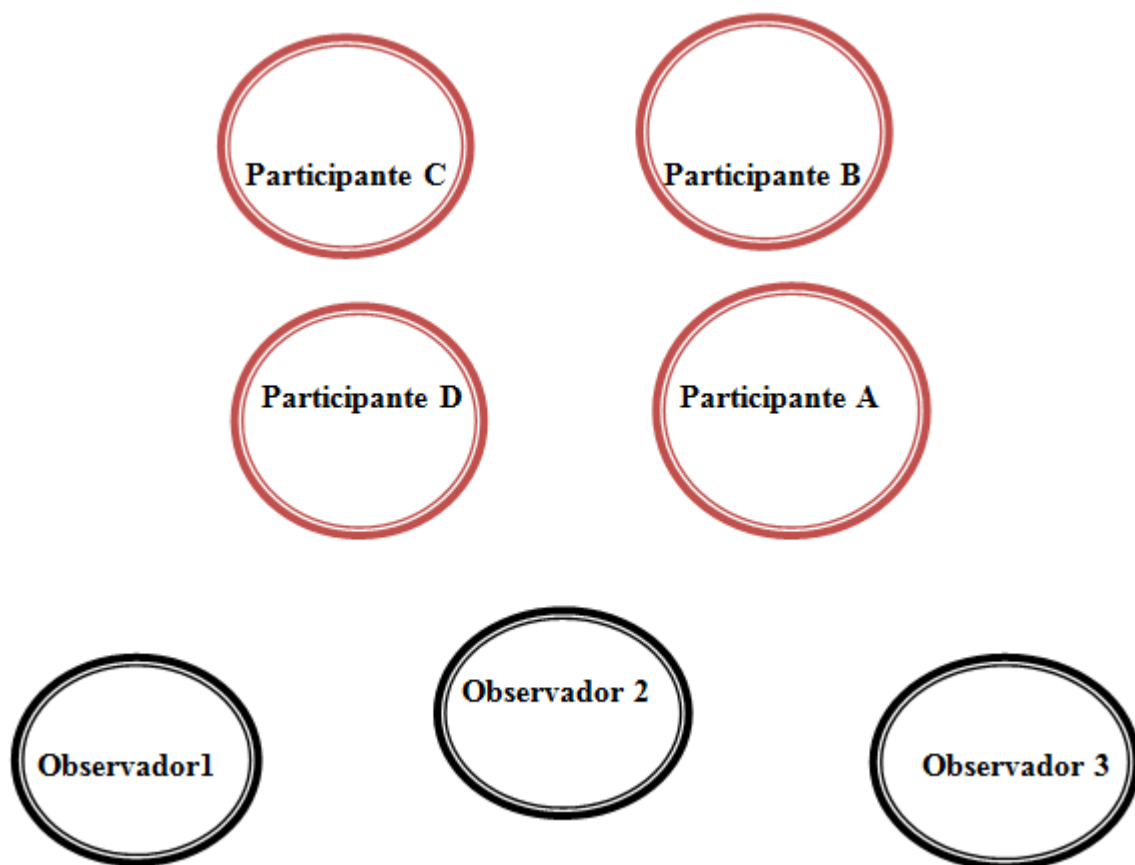 Participante C
Participante B
Participante D
Participante A
Observador 2
Observador1
Observador 3